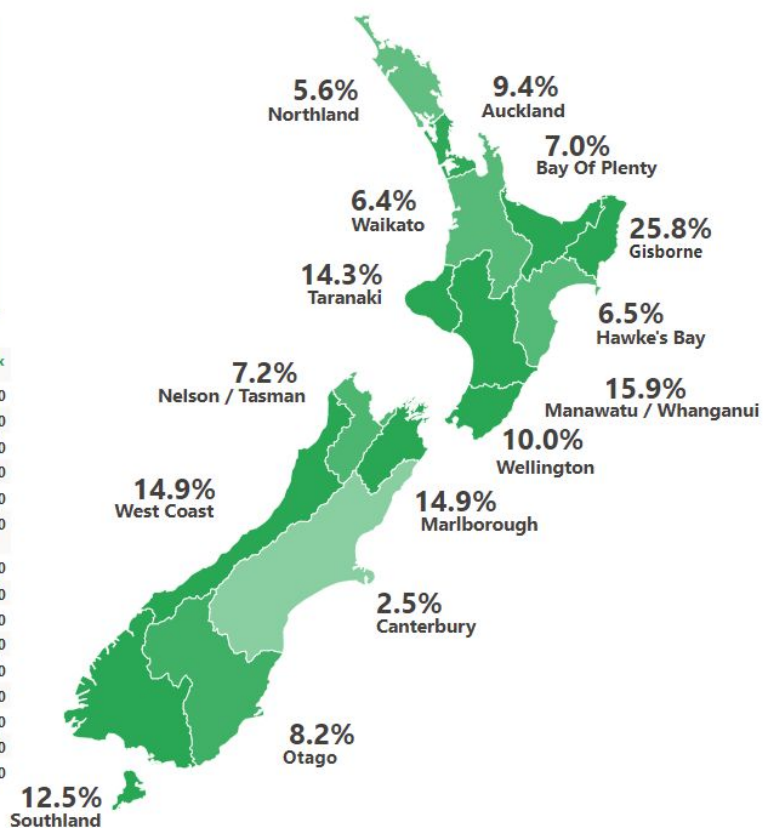 5.6%
Northland
9.4%
Auckland
7.0%
Bay Of Plenty
6.4%
Waikato
25.8%
Gisborne
14.3%
Taranaki
6.5%
Hawke's Bay
7.2%
Nelson / Tasman
15.9%
Manawatu / Whanganui
10.0%
Wellington
14.9%
West Coast
14.9%
Marlborough
2.5%
Canterbury
8.2%
Otago
12.5%
Southland